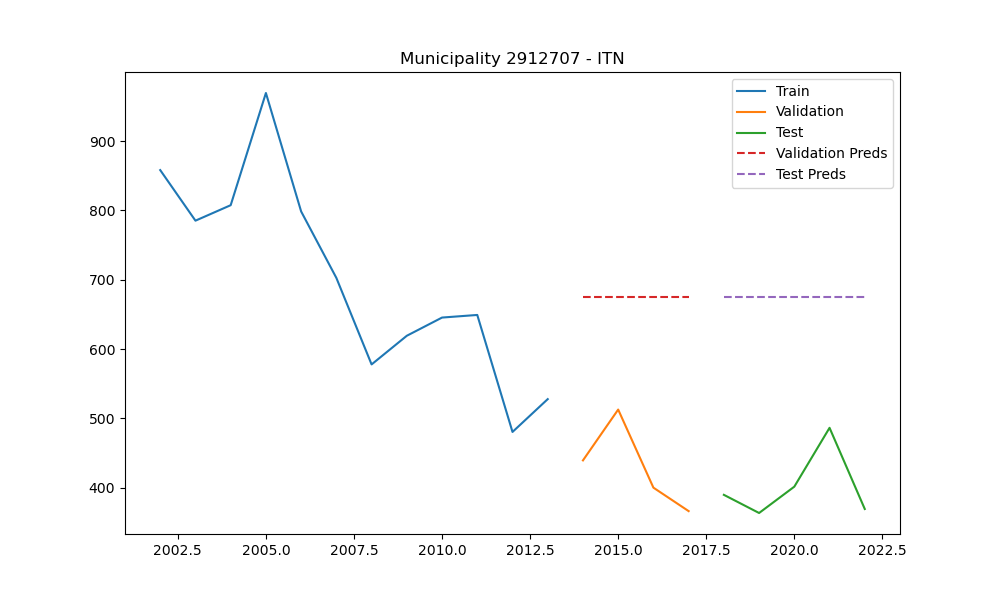 Municipality 2912707 - ITN
Train
Validation
Test
Validation Preds
Test Preds
900
800
700
600
500
400
2002.5 2005.0 2007.5 2010.0 2012.5 2015.0 2017.5 2020.0 2022.5